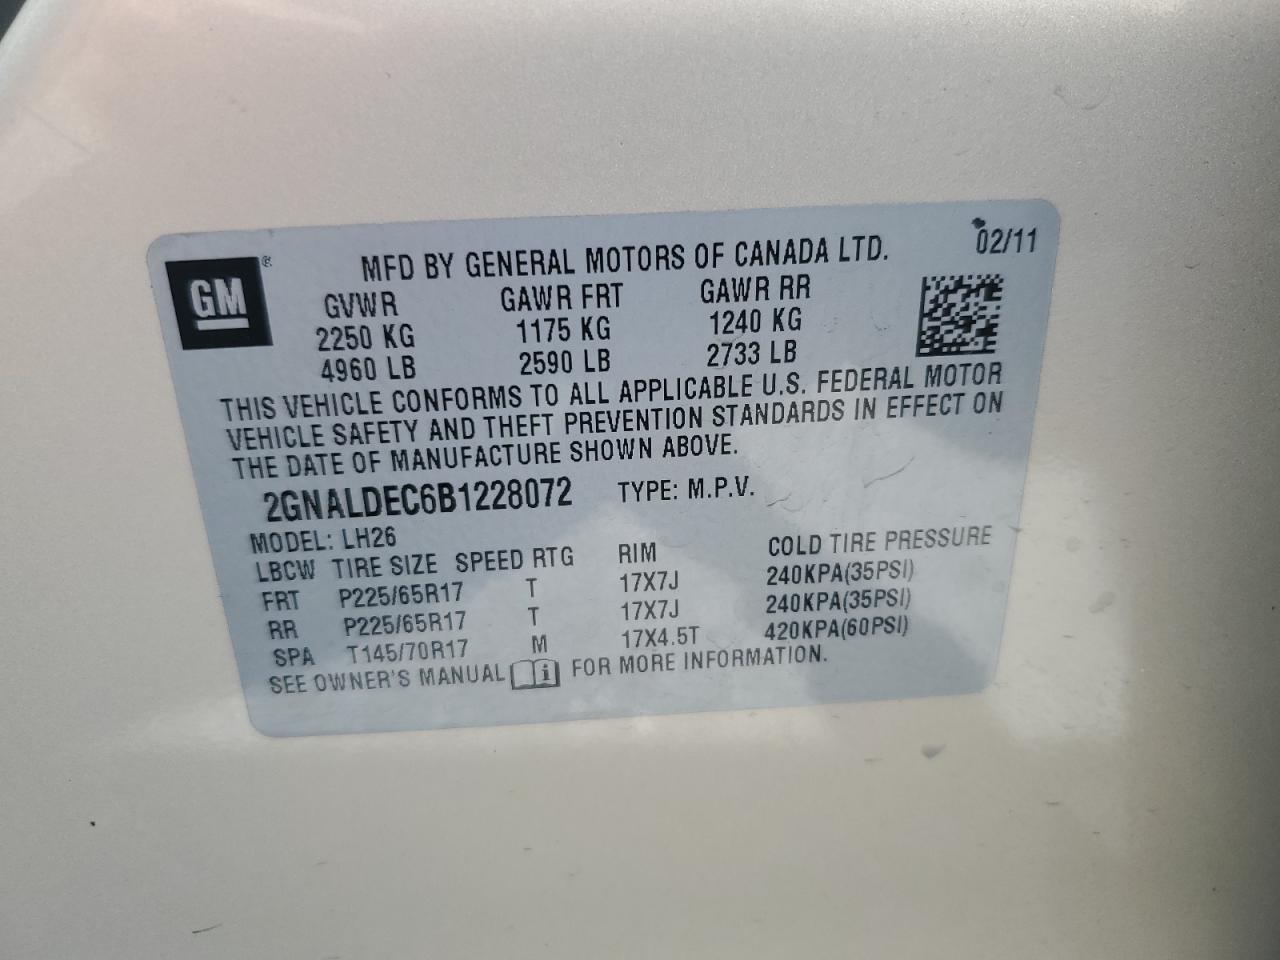 GM ®
MFD BY GENERAL MOTORS OF CANADA LTD. 02/11
GVWR GAWR FRT GAWR RR
2250 KG 1175 KG 1240 KG
4960 LB 2590 LB 2733 LB
THIS VEHICLE CONFORMS TO ALL APPLICABLE U.S. FEDERAL MOTOR
VEHICLE SAFETY AND THEFT PREVENTION STANDARDS IN EFFECT ON
THE DATE OF MANUFACTURE SHOWN ABOVE.
2GNALDEC6B1228072 TYPE: M.P.V.
MODEL: LH26
LBCW TIRE SIZE SPEED RTG RIM COLD TIRE PRESSURE
FRT P225/65R17 T 17X7J 240KPA(35PSI)
RR P225/65R17 T 17X7J 240KPA(35PSI)
SPA T145/70R17 M 17X4.5T 420KPA(60PSI)
SEE OWNER'S MANUAL i FOR MORE INFORMATION.